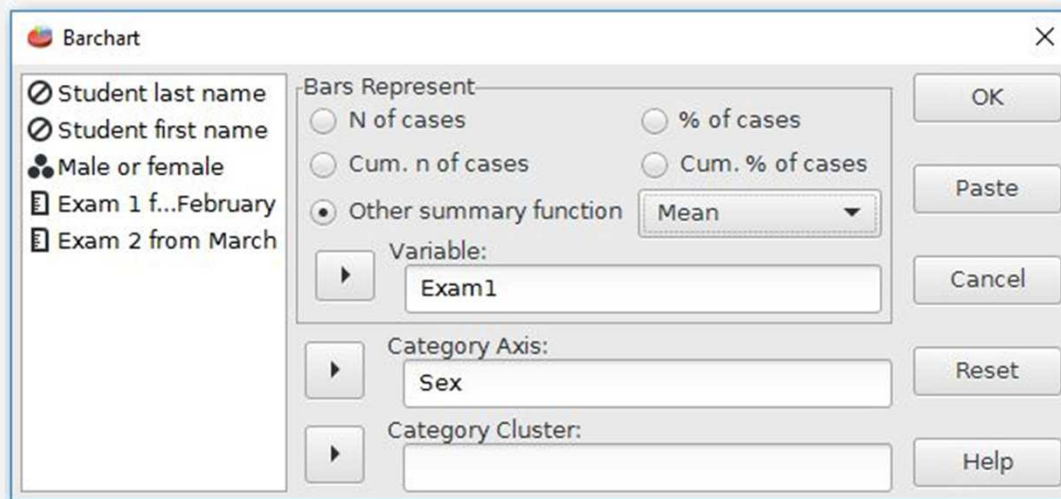 Barchart
Student last name
Student first name
Male or female
Exam 1 f...February
Exam 2 from March
Bars Represent
N of cases
% of cases
Cum. n of cases
Cum. % of cases
Other summary function
Mean
Variable:
Exam1
Category Axis:
Sex
Category Cluster:
OK
Paste
Cancel
Reset
Help